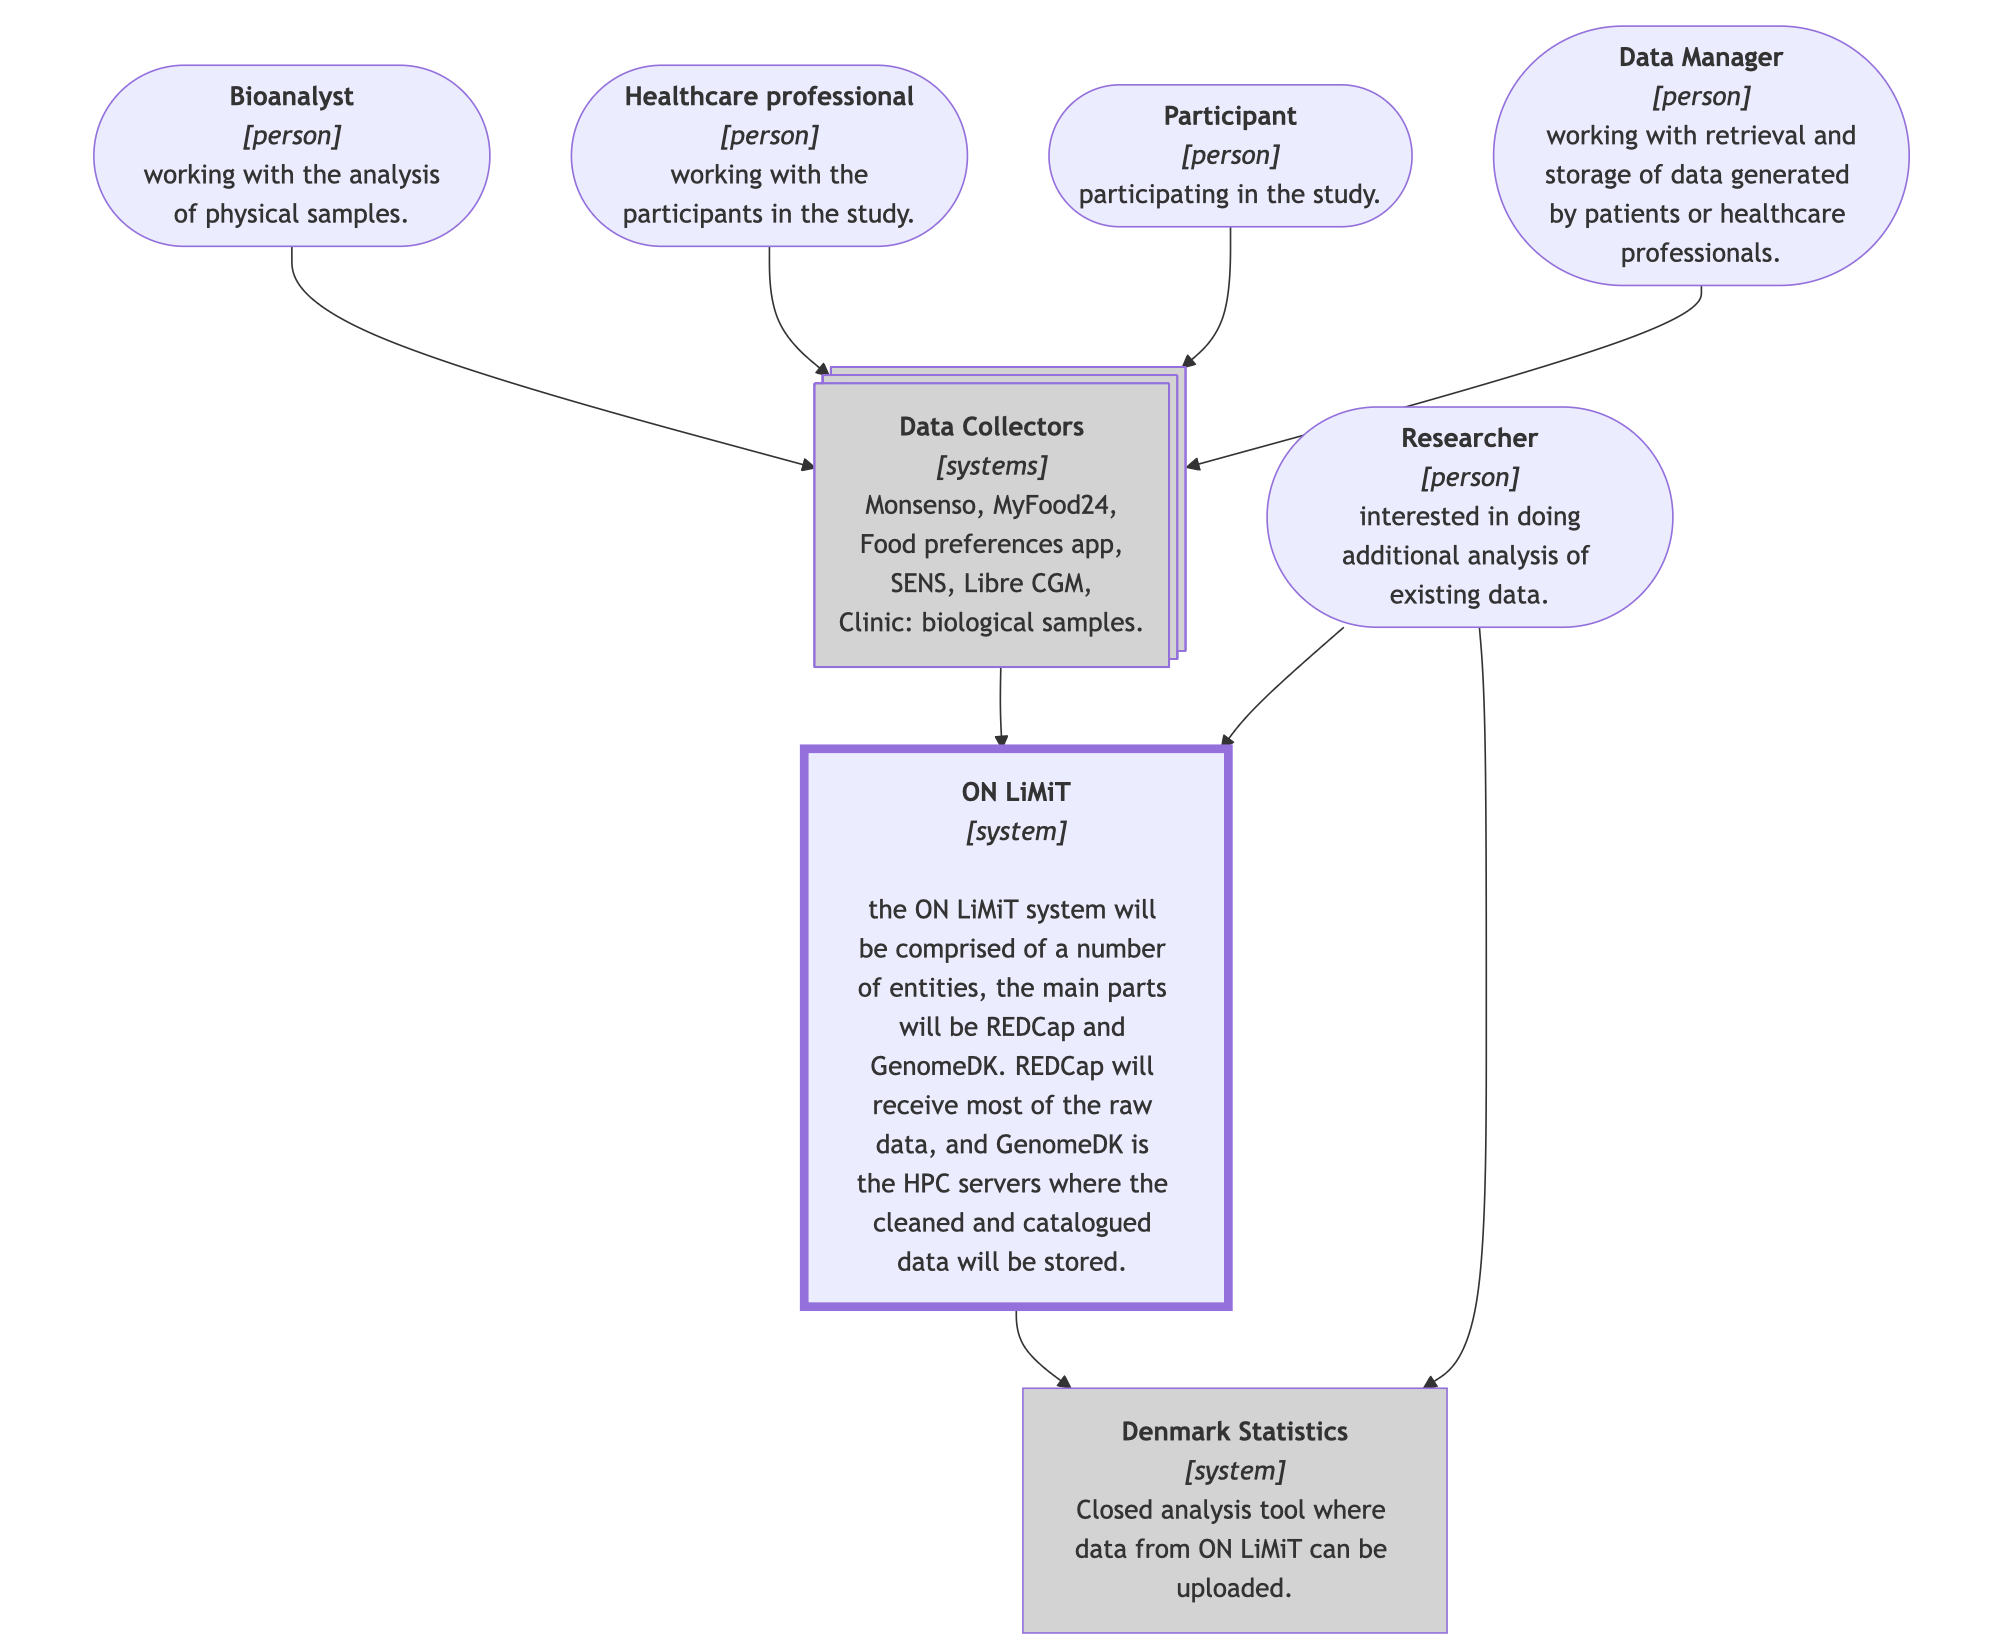 Bioanalyst
[person]
working with the analysis
of physical samples.
Healthcare professional
[person]
working with the
participants in the study.
Participant
[person]
participating in the study.
Data Manager
[person]
working with retrieval and
storage of data generated
by patients or healthcare
professionals.
Data Collectors
[systems]
Monsenso, MyFood24,
Food preferences app,
SENS, Libre CGM,
Clinic: biological samples.
Researcher
[person]
interested in doing
additional analysis of
existing data.
ON LiMiT
[system]
the ON LiMiT system will
be comprised of a number
of entities, the main parts
will be REDCap and
GenomeDK. REDCap will
receive most of the raw
data, and GenomeDK is
the HPC servers where the
cleaned and catalogued
data will be stored.
Denmark Statistics
[system]
Closed analysis tool where
data from ON LiMiT can be
uploaded.